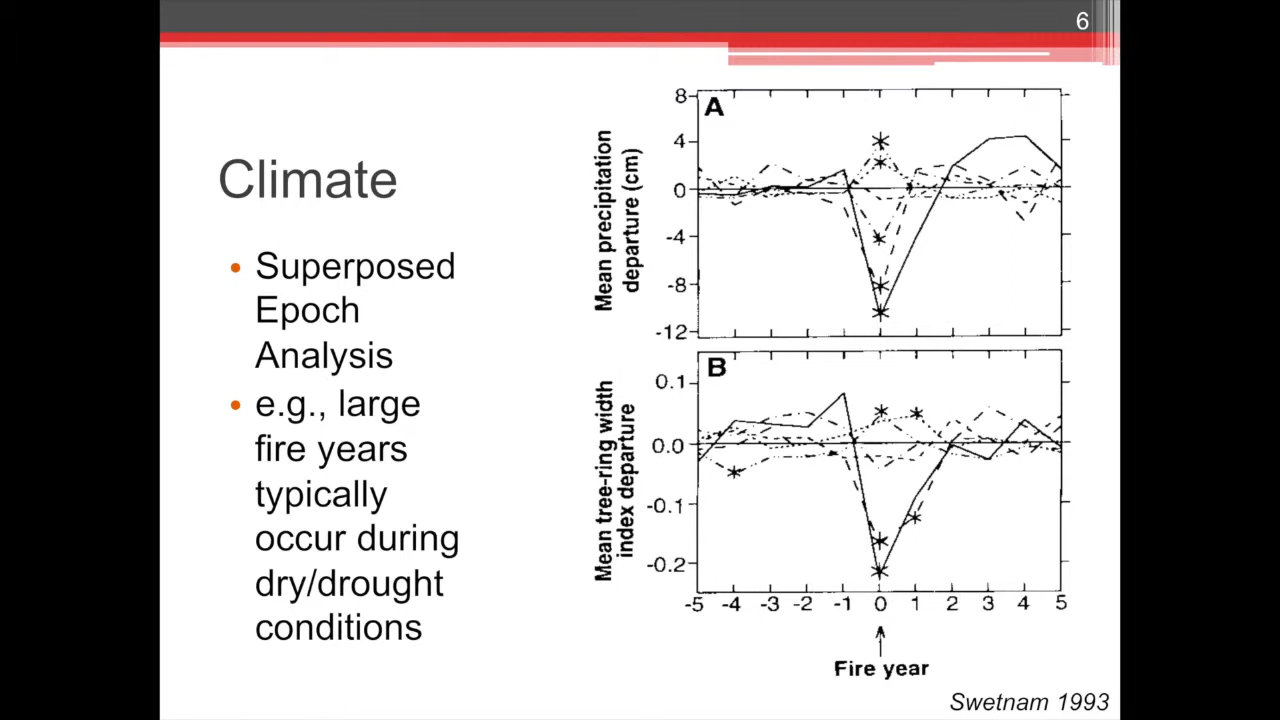 6
Climate
• Superposed
Epoch
Analysis
• e.g., large
fire years
typically
occur during
dry/drought
conditions
A
Mean precipitation
departure (cm)
8
4
0
-4
-8
-12
B
Mean tree-ring width
index departure
0.1
0.0
-0.1
-0.2
-5 -4 -3 -2 -1 0 1 2 3 4 5
Fire year
Swetnam 1993